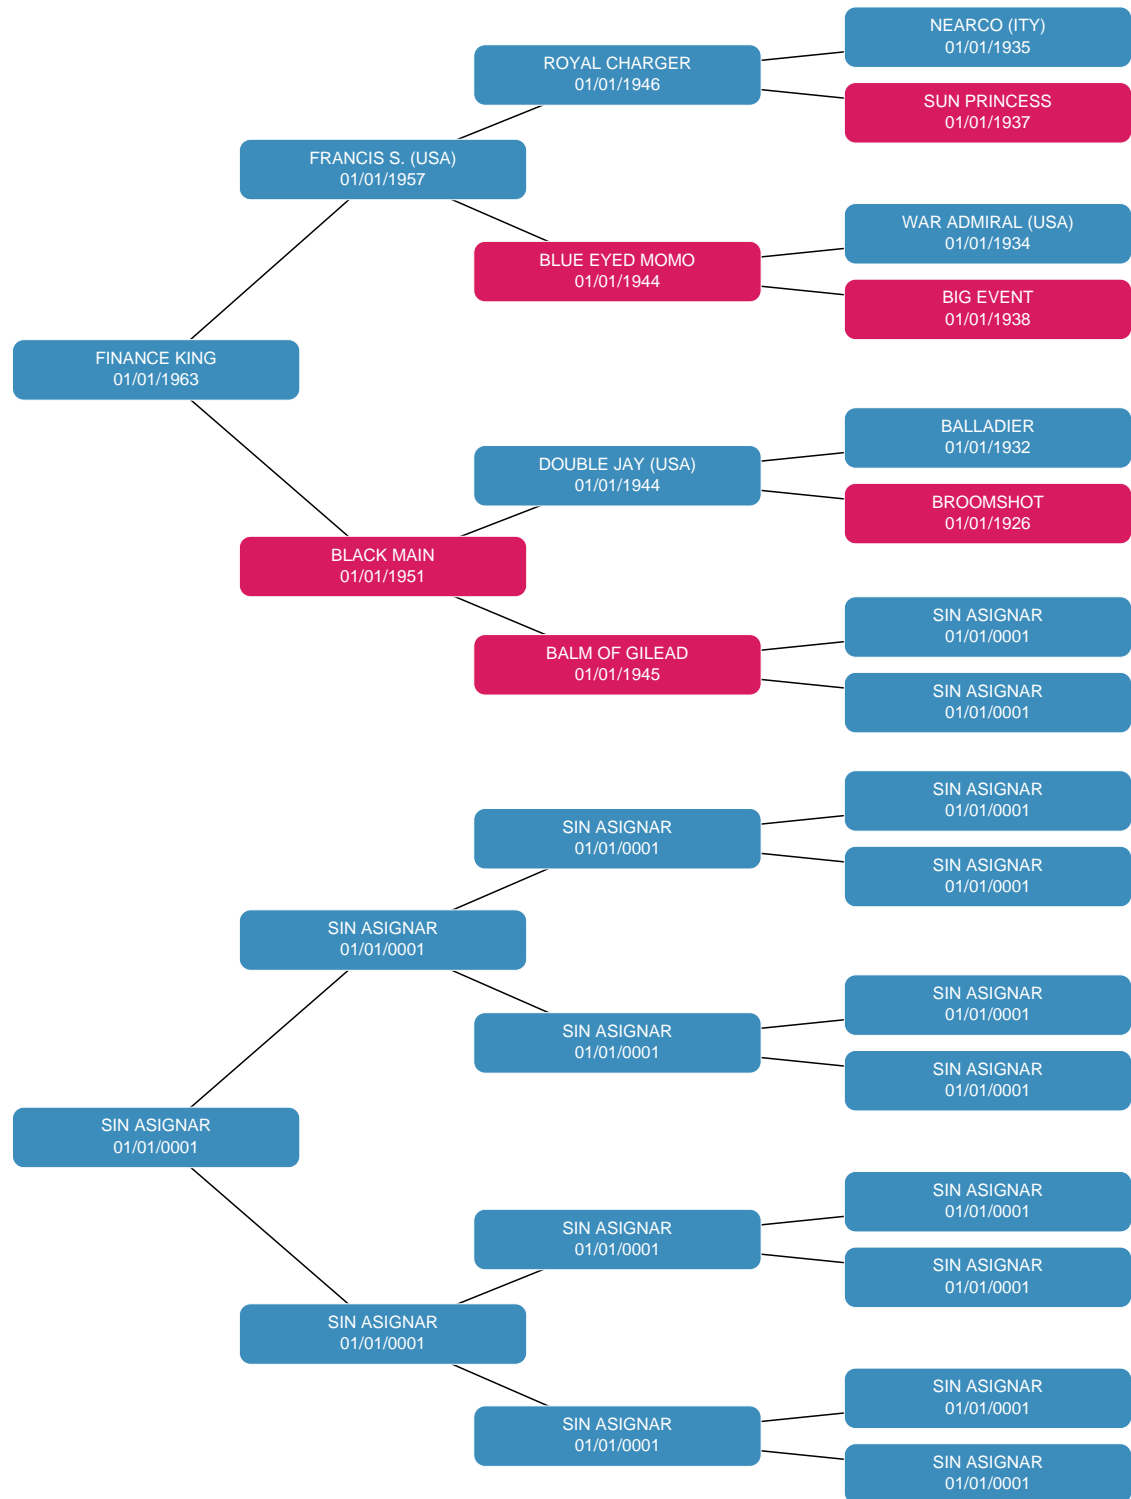 NEARCO (ITY)
01/01/1935
ROYAL CHARGER
01/01/1946
SUN PRINCESS
01/01/1937
FRANCIS S. (USA)
01/01/1957
WAR ADMIRAL (USA)
01/01/1934
BLUE EYED MOMO
01/01/1944
BIG EVENT
01/01/1938
FINANCE KING
01/01/1963
BALLADIER
01/01/1932
DOUBLE JAY (USA)
01/01/1944
BROOMSHOT
01/01/1926
BLACK MAIN
01/01/1951
SIN ASIGNAR
01/01/0001
BALM OF GILEAD
01/01/1945
SIN ASIGNAR
01/01/0001
SIN ASIGNAR
01/01/0001
SIN ASIGNAR
01/01/0001
SIN ASIGNAR
01/01/0001
SIN ASIGNAR
01/01/0001
SIN ASIGNAR
01/01/0001
SIN ASIGNAR
01/01/0001
SIN ASIGNAR
01/01/0001
SIN ASIGNAR
01/01/0001
SIN ASIGNAR
01/01/0001
SIN ASIGNAR
01/01/0001
SIN ASIGNAR
01/01/0001
SIN ASIGNAR
01/01/0001
SIN ASIGNAR
01/01/0001
SIN ASIGNAR
01/01/0001
SIN ASIGNAR
01/01/0001